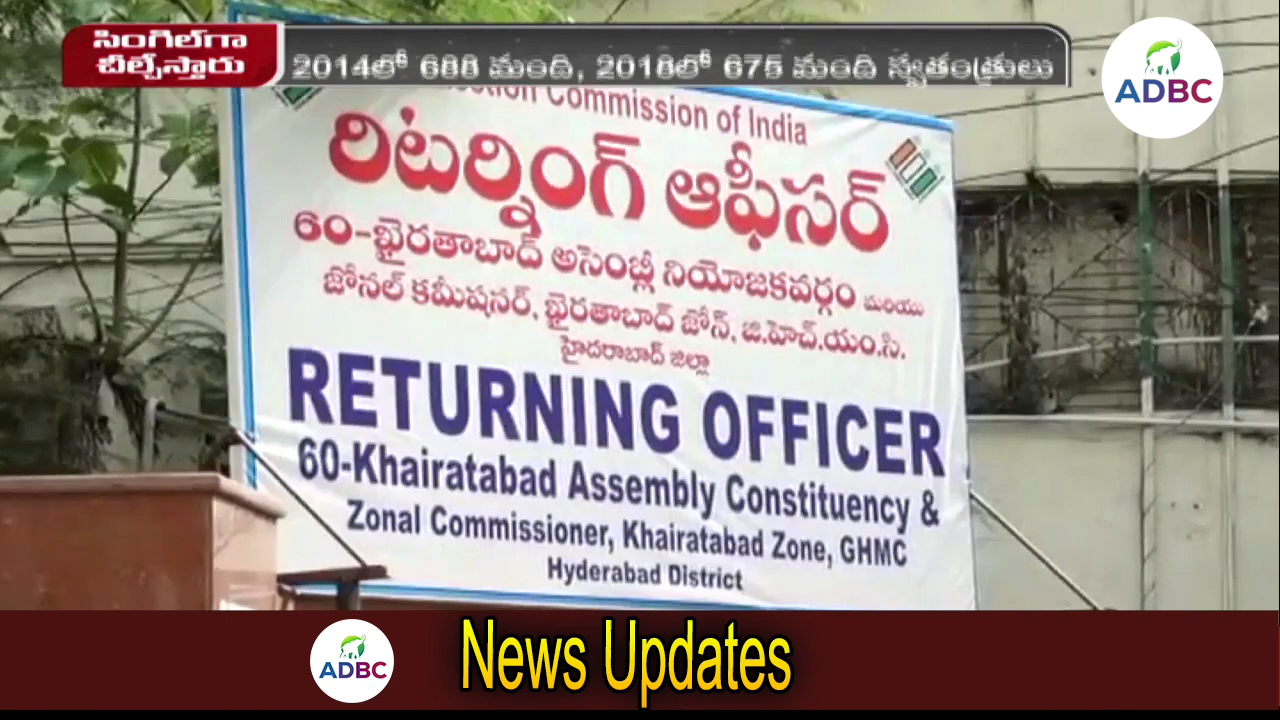 సింగిల్‌గా
చీల్చేస్తారు
2014లో 688 మంది, 2018లో 675 మంది స్వతంత్రులు
ADBC
Commission of India
రిటర్నింగ్ ఆఫీసర్
60-ఖైరతాబాద్ అసెంబ్లీ నియోజకవర్గం మరియు
జోనల్ కమీషనర్, ఖైరతాబాద్ జోన్, జి.హెచ్.యం.సి.
హైదరాబాద్ జిల్లా
RETURNING OFFICER
60-Khairatabad Assembly Constituency &
Zonal Commissioner, Khairatabad Zone, GHMC
Hyderabad District
ADBC
News Updates